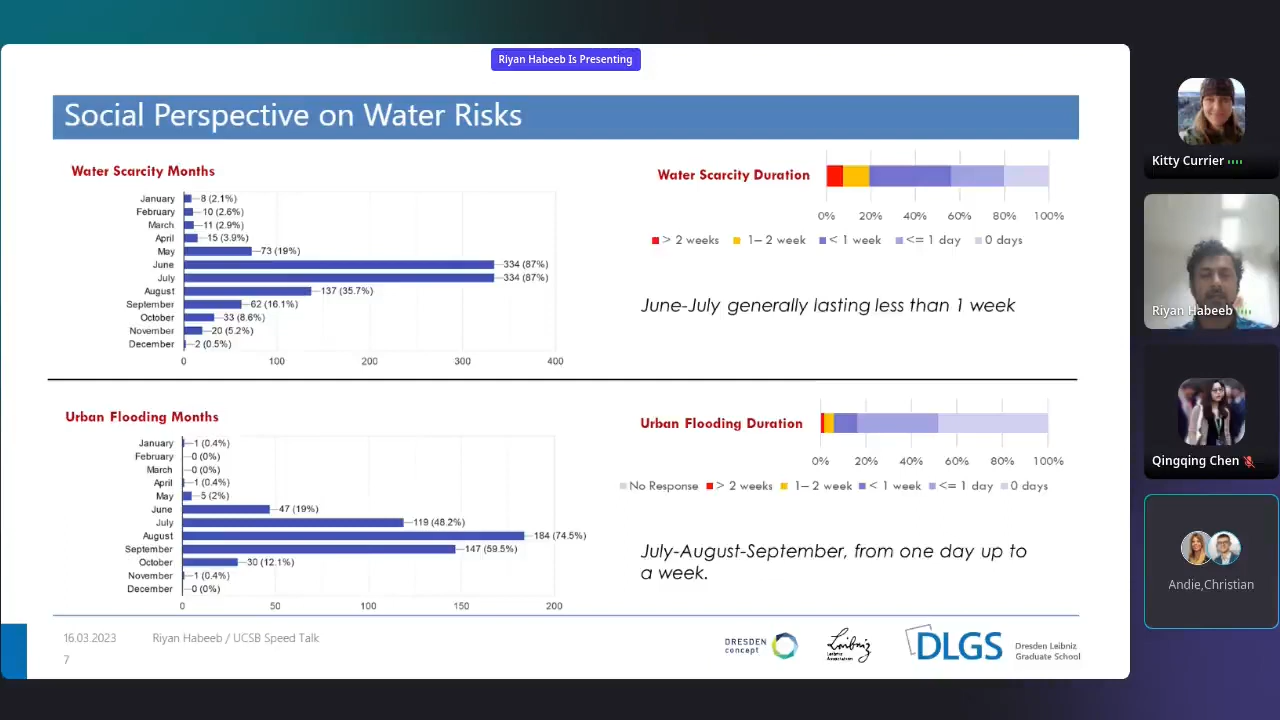 Riyan Habeeb Is Presenting
Social Perspective on Water Risks
Water Scarcity Months
January 8 (2.1%)
February 10 (2.6%)
March 11 (2.9%)
April 15 (3.9%)
May 73 (19%)
June 334 (87%)
July 334 (87%)
August 137 (35.7%)
September 62 (16.1%)
October 33 (8.6%)
November 20 (5.2%)
December 2 (0.5%)
0 100 200 300 400
Water Scarcity Duration
0% 20% 40% 60% 80% 100%
> 2 weeks 1– 2 week < 1 week <= 1 day 0 days
June-July generally lasting less than 1 week
Urban Flooding Months
January 1 (0.4%)
February 0 (0%)
March 0 (0%)
April 1 (0.4%)
May 5 (2%)
June 47 (19%)
July 119 (48.2%)
August 184 (74.5%)
September 147 (59.5%)
October 30 (12.1%)
November 1 (0.4%)
December 0 (0%)
0 50 100 150 200
Urban Flooding Duration
0% 20% 40% 60% 80% 100%
No Response > 2 weeks 1– 2 week < 1 week <= 1 day 0 days
July-August-September, from one day up to
a week.
16.03.2023 Riyan Habeeb / UCSB Speed Talk
7
DRESDEN
concept
Leibniz
Leibniz
Association
DLGS
Dresden Leibniz
Graduate School
Kitty Currier
Riyan Habeeb
Qingqing Chen
Andie,Christian